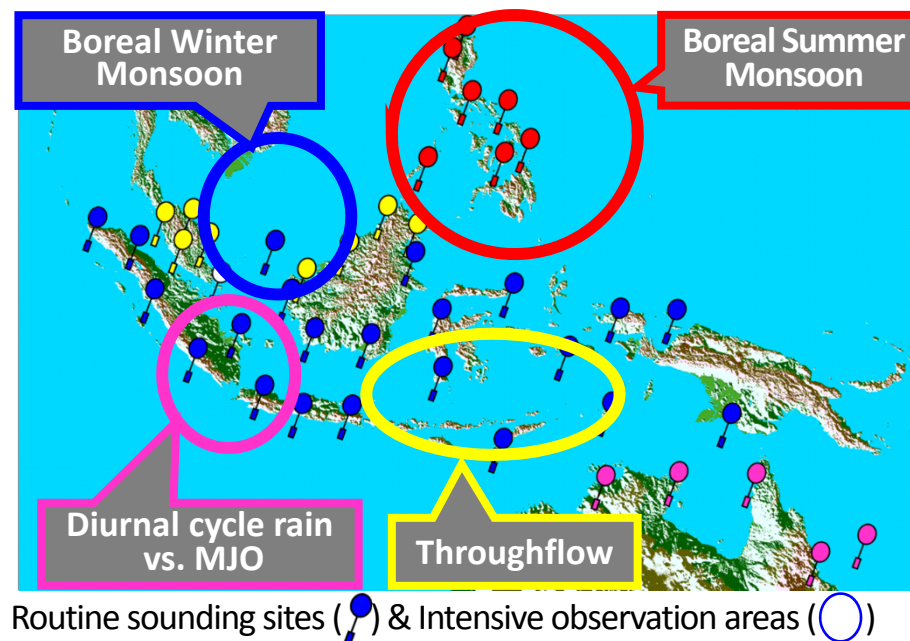 Boreal Winter
Monsoon
Boreal Summer
Monsoon
Diurnal cycle rain
vs. MJO
Throughflow
Routine sounding sites ( ) & Intensive observation areas ( )